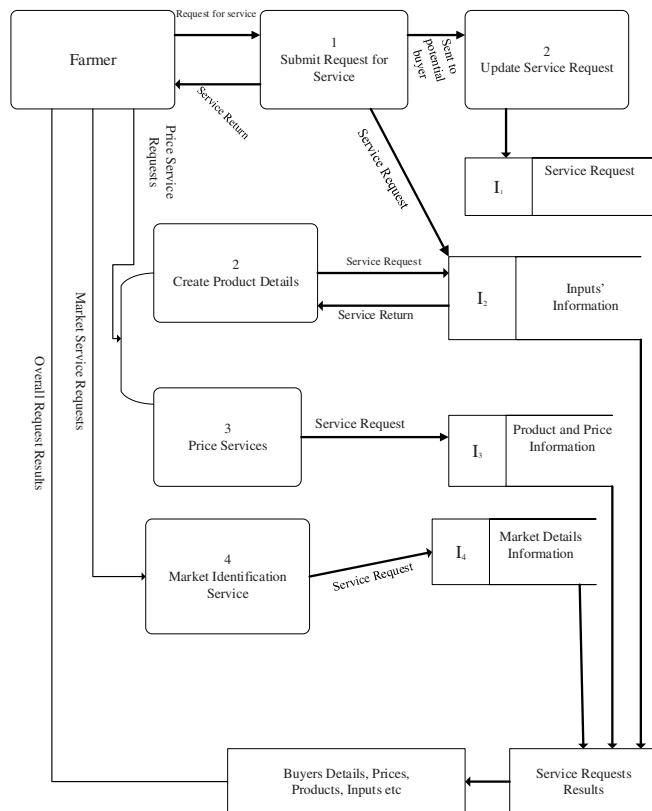 Farmer
Request for service
Service Return
1
Submit Request for
Service
Sent to
potential
buyer
2
Update Service Request
I₁
Service Request
Price Service
Requests
Service Request
2
Create Product Details
Service Request
Service Return
I₂
Inputs'
Information
Market Service Requests
Overall Request Results
3
Price Services
Service Request
I₃
Product and Price
Information
4
Market Identification
Service
Service Request
I₄
Market Details
Information
Buyers Details, Prices,
Products, Inputs etc
Service Requests
Results